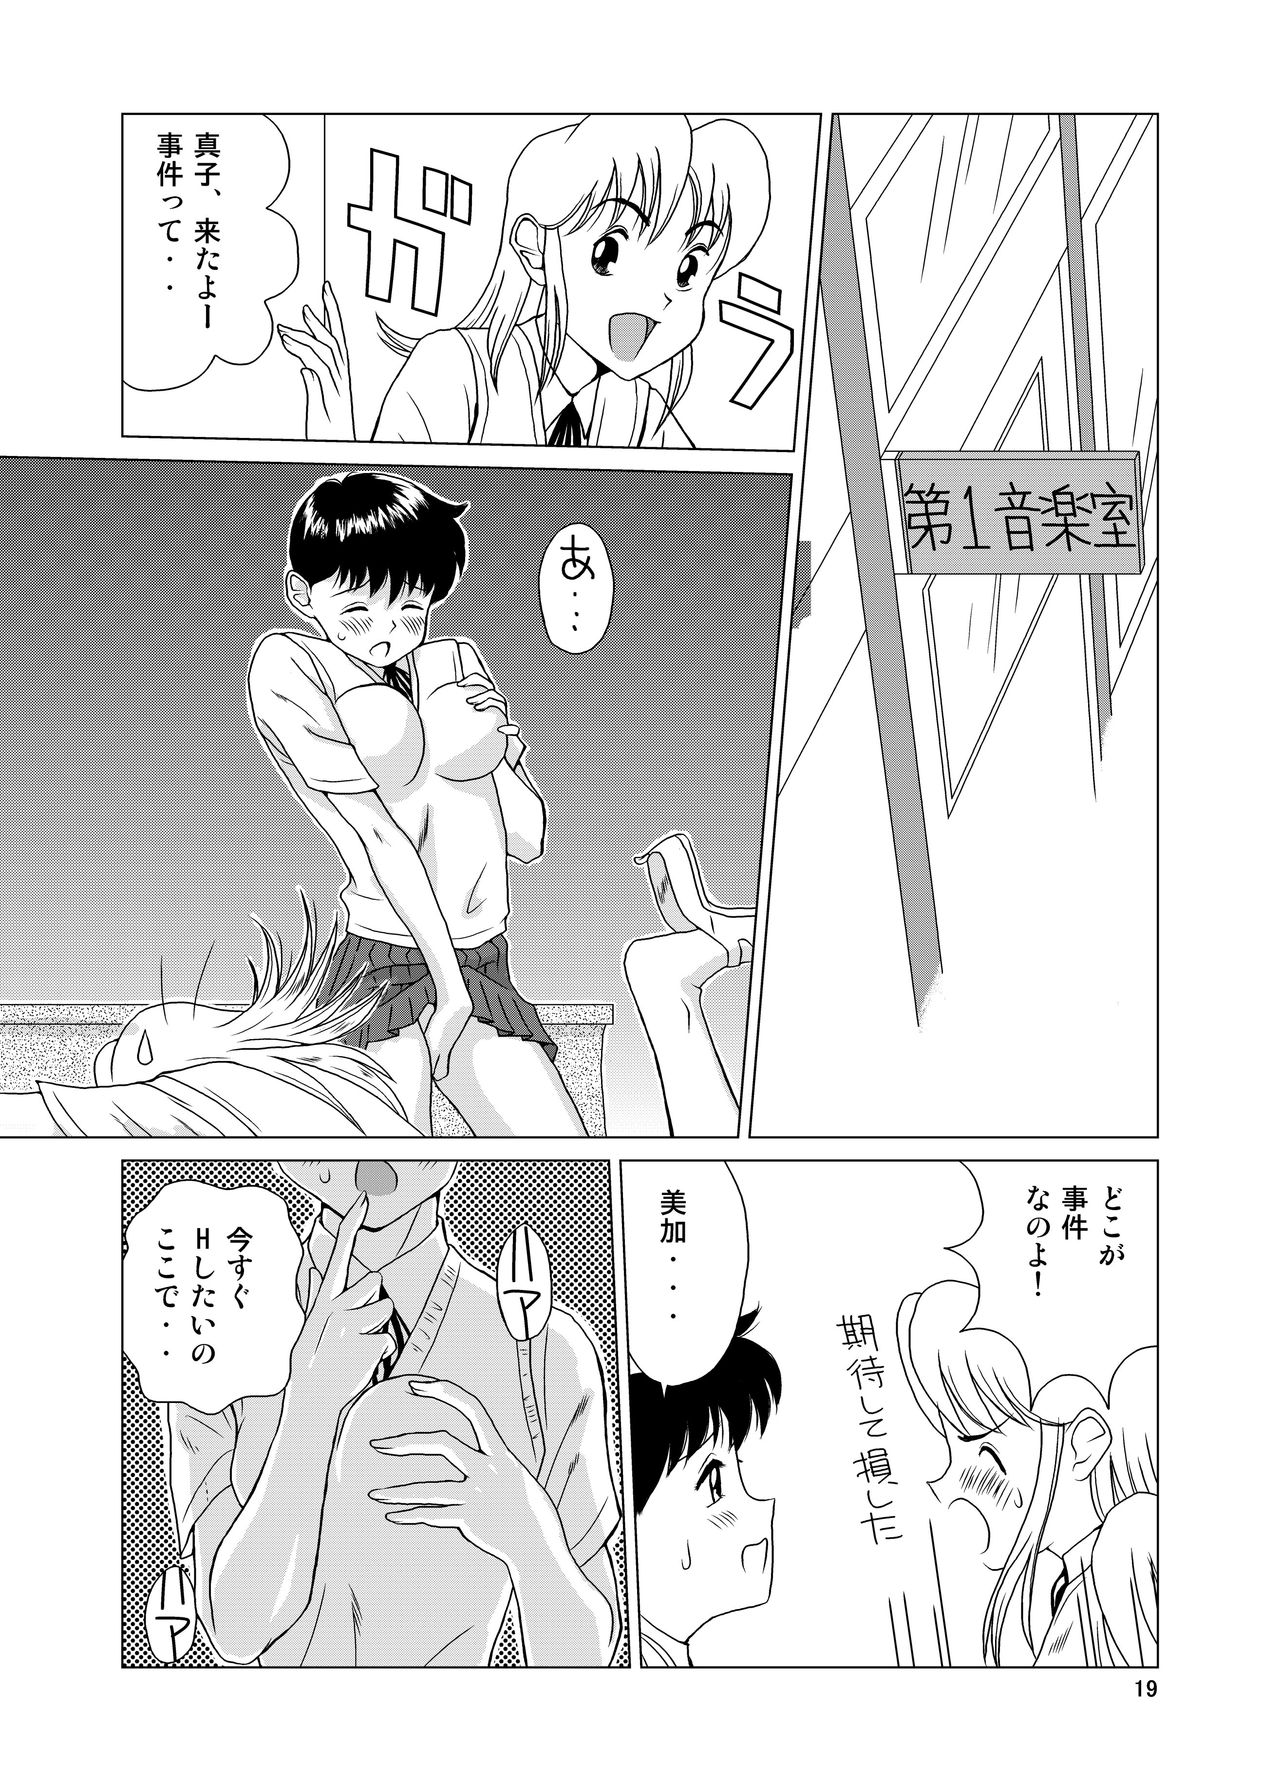 第1音楽室
ガラ
真子、来たよー
事件って・・
あ・・・
どこが
事件
なのよ！
期待して損した
美加・・・
今すぐ
Hしたいの
ここで・・
ハア
ハア
19